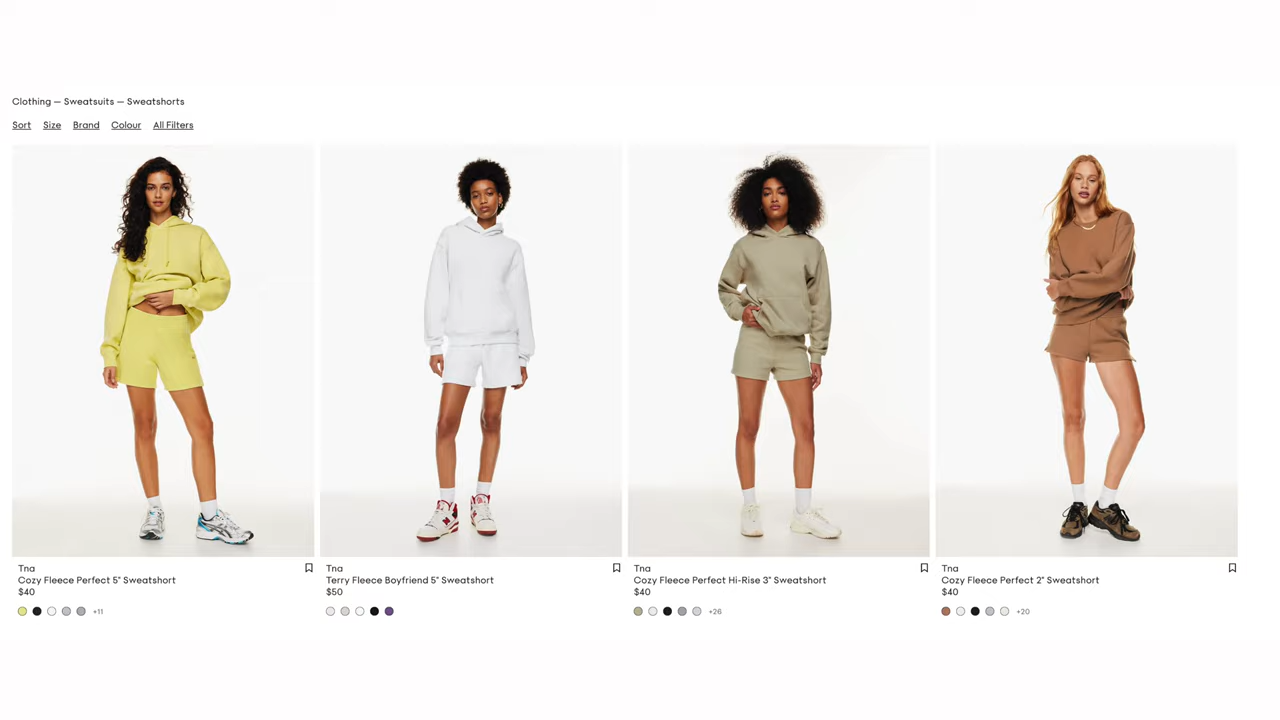 Clothing — Sweatsuits — Sweatshorts
Sort Size Brand Colour All Filters
Tna
Cozy Fleece Perfect 5" Sweatshort
$40
+11
Tna
Terry Fleece Boyfriend 5" Sweatshort
$50
Tna
Cozy Fleece Perfect Hi-Rise 3" Sweatshort
$40
+26
Tna
Cozy Fleece Perfect 2" Sweatshort
$40
+20